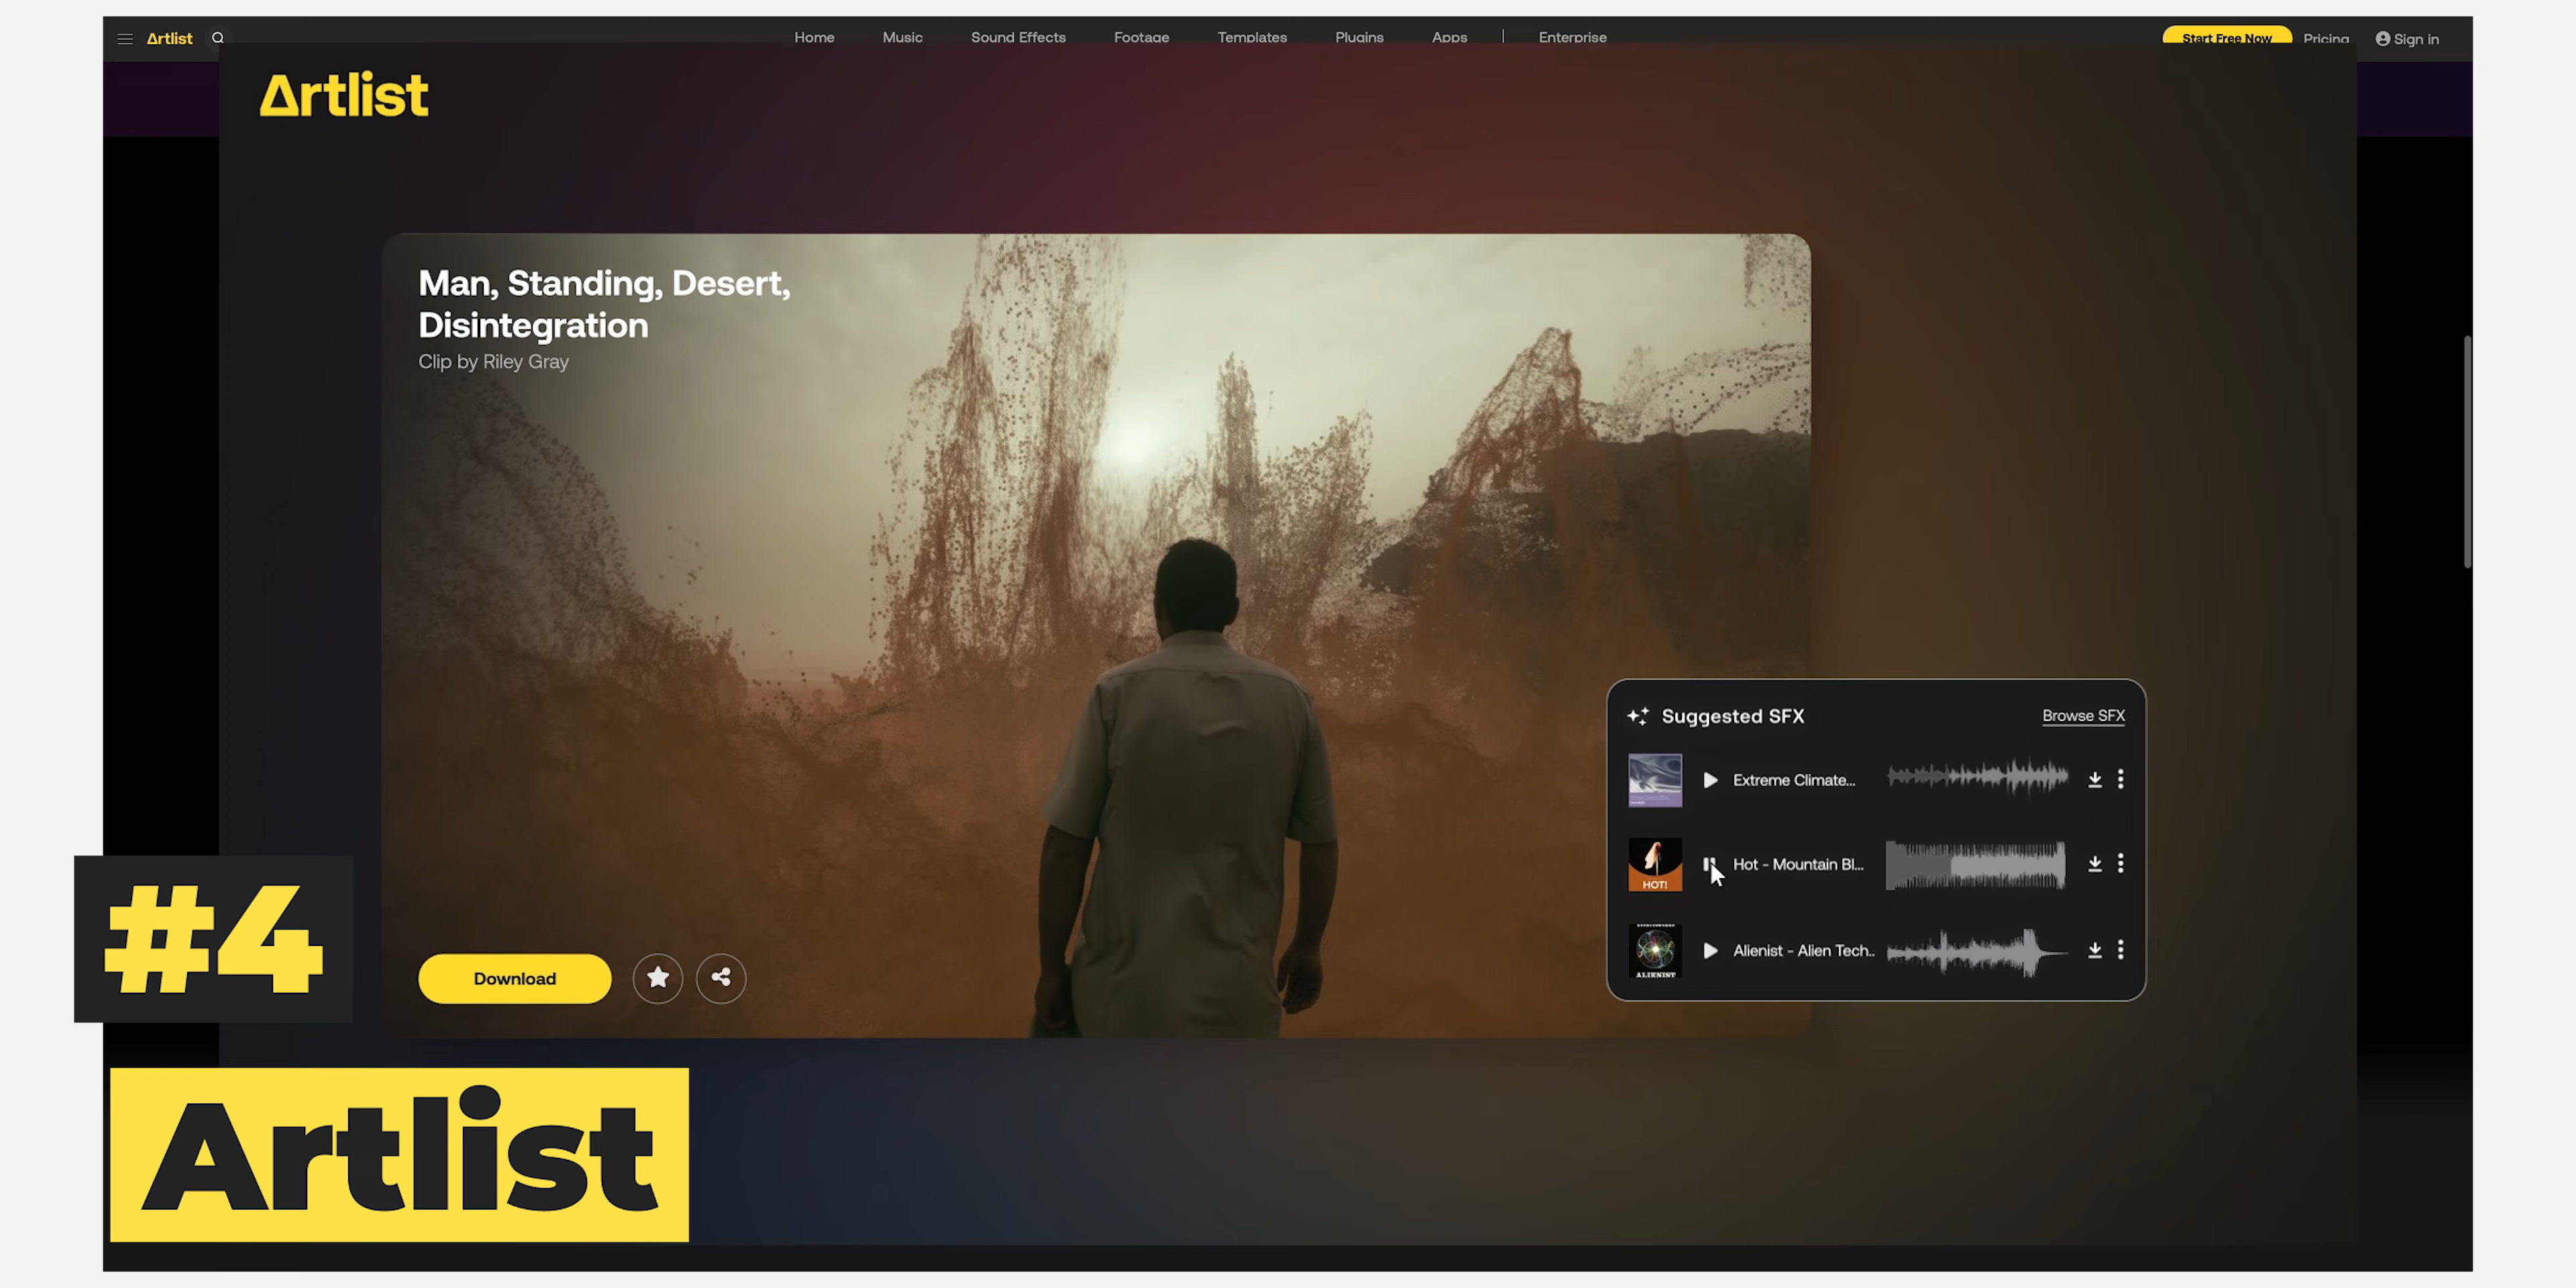 Artlist
Home Music Sound Effects Footage Templates Plugins Apps Enterprise
Start Free Now Pricing Sign in
Artlist
Man, Standing, Desert,
Disintegration
Clip by Riley Gray
Download
Suggested SFX
Browse SFX
Extreme Climate...
HOT!
Hot - Mountain Bl...
ALIENIST
Alienist - Alien Tech..
#4
Artlist